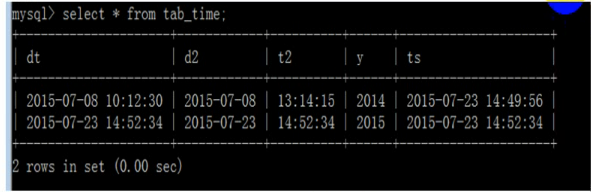 mysql> select * from tab_time;
+---------------------+------------+----------+------+---------------------+
| dt | d2 | t2 | y | ts |
+---------------------+------------+----------+------+---------------------+
| 2015-07-08 10:12:30 | 2015-07-08 | 13:14:15 | 2014 | 2015-07-23 14:49:56 |
| 2015-07-23 14:52:34 | 2015-07-23 | 14:52:34 | 2015 | 2015-07-23 14:52:34 |
+---------------------+------------+----------+------+---------------------+
2 rows in set (0.00 sec)